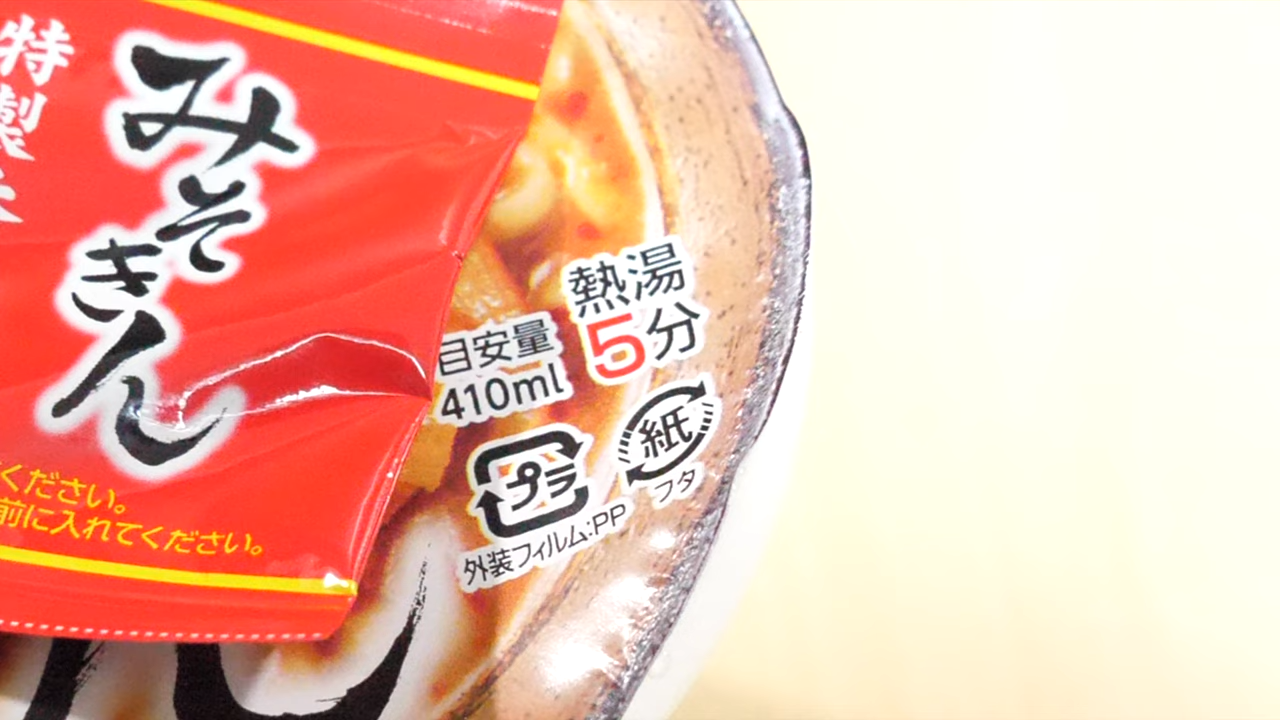 特製
みそきん
ください。
前に入れてください。
熱湯
5分
目安量
410ml
プラ
外装フィルム:PP
紙
フタ
ん